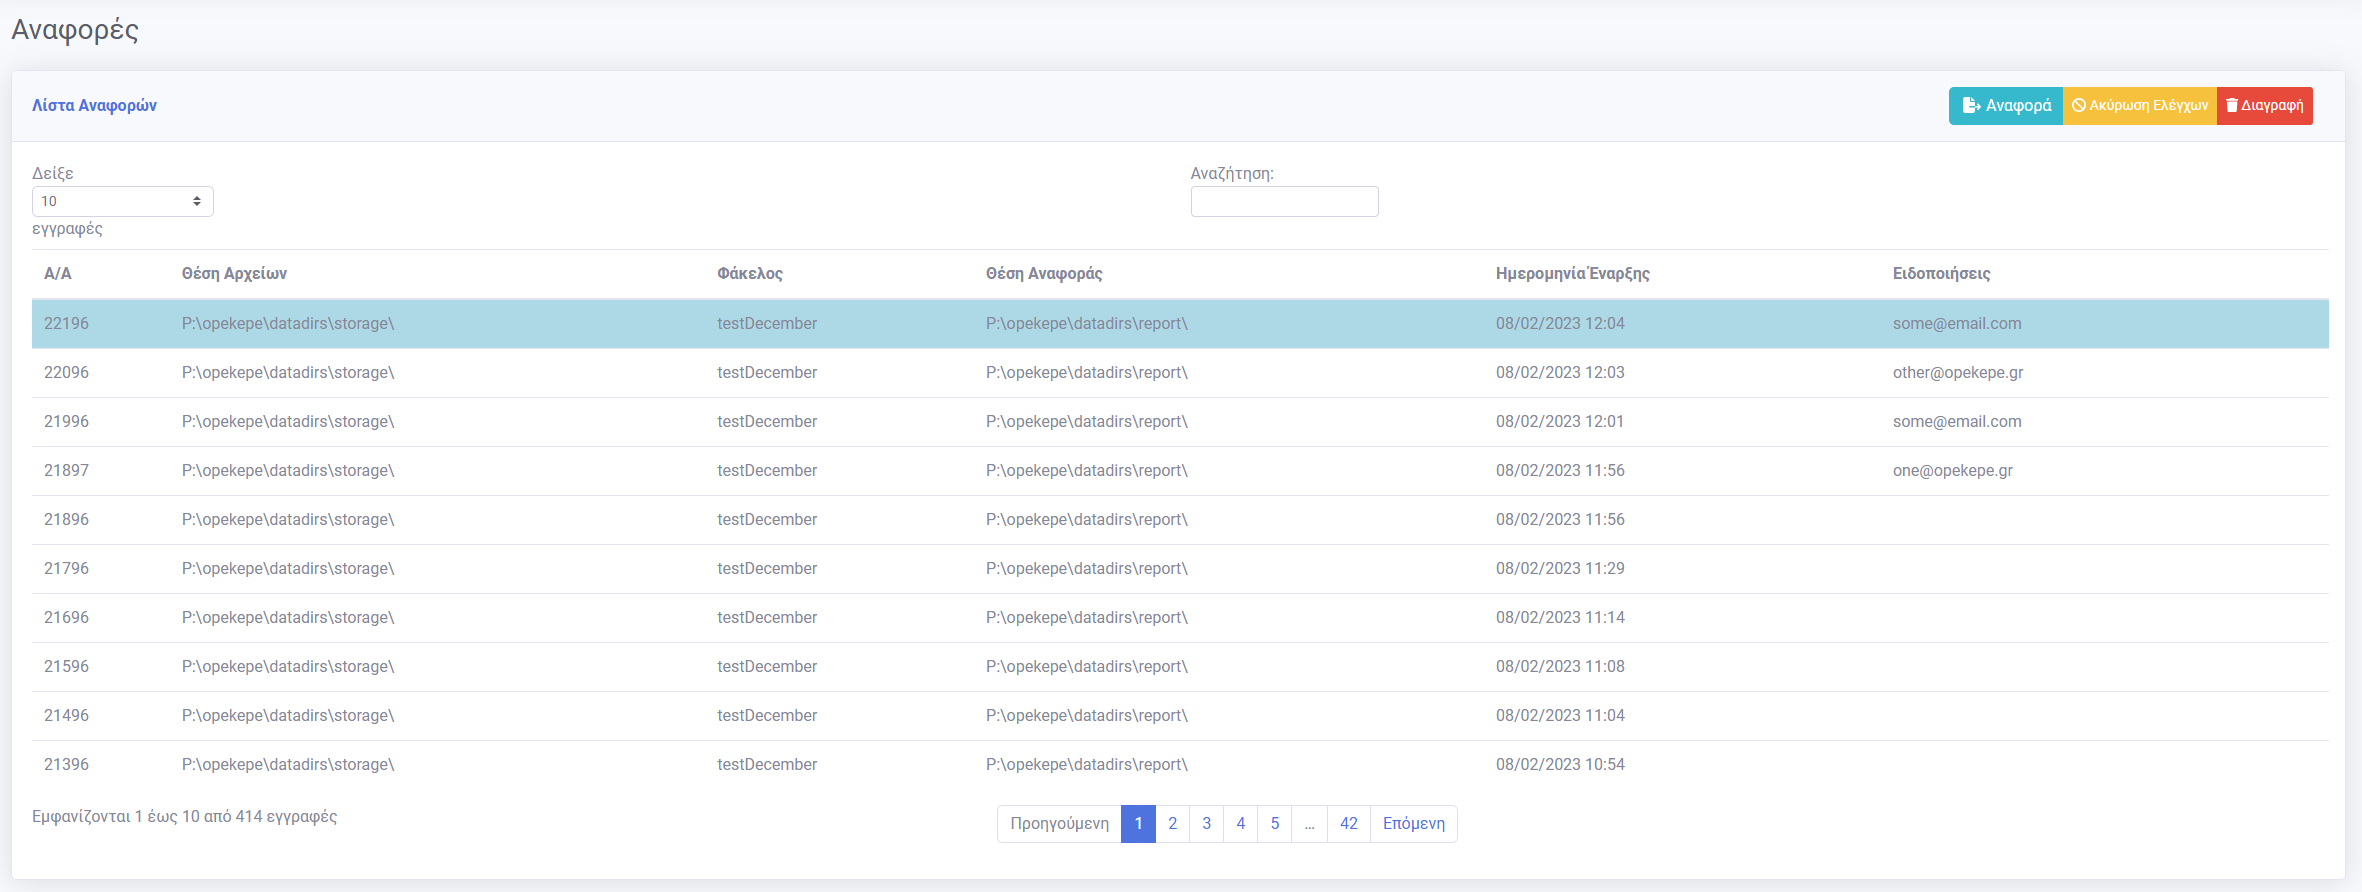 Αναφορές
Λίστα Αναφορών
Αναφορά Ακύρωση Ελέγχων Διαγραφή
Δείξε
10
εγγραφές
Αναζήτηση:
Α/Α Θέση Αρχείων Φάκελος Θέση Αναφοράς Ημερομηνία Έναρξης Ειδοποιήσεις
22196 P:\opekepe\datadirs\storage\ testDecember P:\opekepe\datadirs\report\ 08/02/2023 12:04 some@email.com
22096 P:\opekepe\datadirs\storage\ testDecember P:\opekepe\datadirs\report\ 08/02/2023 12:03 other@opekepe.gr
21996 P:\opekepe\datadirs\storage\ testDecember P:\opekepe\datadirs\report\ 08/02/2023 12:01 some@email.com
21897 P:\opekepe\datadirs\storage\ testDecember P:\opekepe\datadirs\report\ 08/02/2023 11:56 one@opekepe.gr
21896 P:\opekepe\datadirs\storage\ testDecember P:\opekepe\datadirs\report\ 08/02/2023 11:56
21796 P:\opekepe\datadirs\storage\ testDecember P:\opekepe\datadirs\report\ 08/02/2023 11:29
21696 P:\opekepe\datadirs\storage\ testDecember P:\opekepe\datadirs\report\ 08/02/2023 11:14
21596 P:\opekepe\datadirs\storage\ testDecember P:\opekepe\datadirs\report\ 08/02/2023 11:08
21496 P:\opekepe\datadirs\storage\ testDecember P:\opekepe\datadirs\report\ 08/02/2023 11:04
21396 P:\opekepe\datadirs\storage\ testDecember P:\opekepe\datadirs\report\ 08/02/2023 10:54
Εμφανίζονται 1 έως 10 από 414 εγγραφές
Προηγούμενη 1 2 3 4 5 … 42 Επόμενη